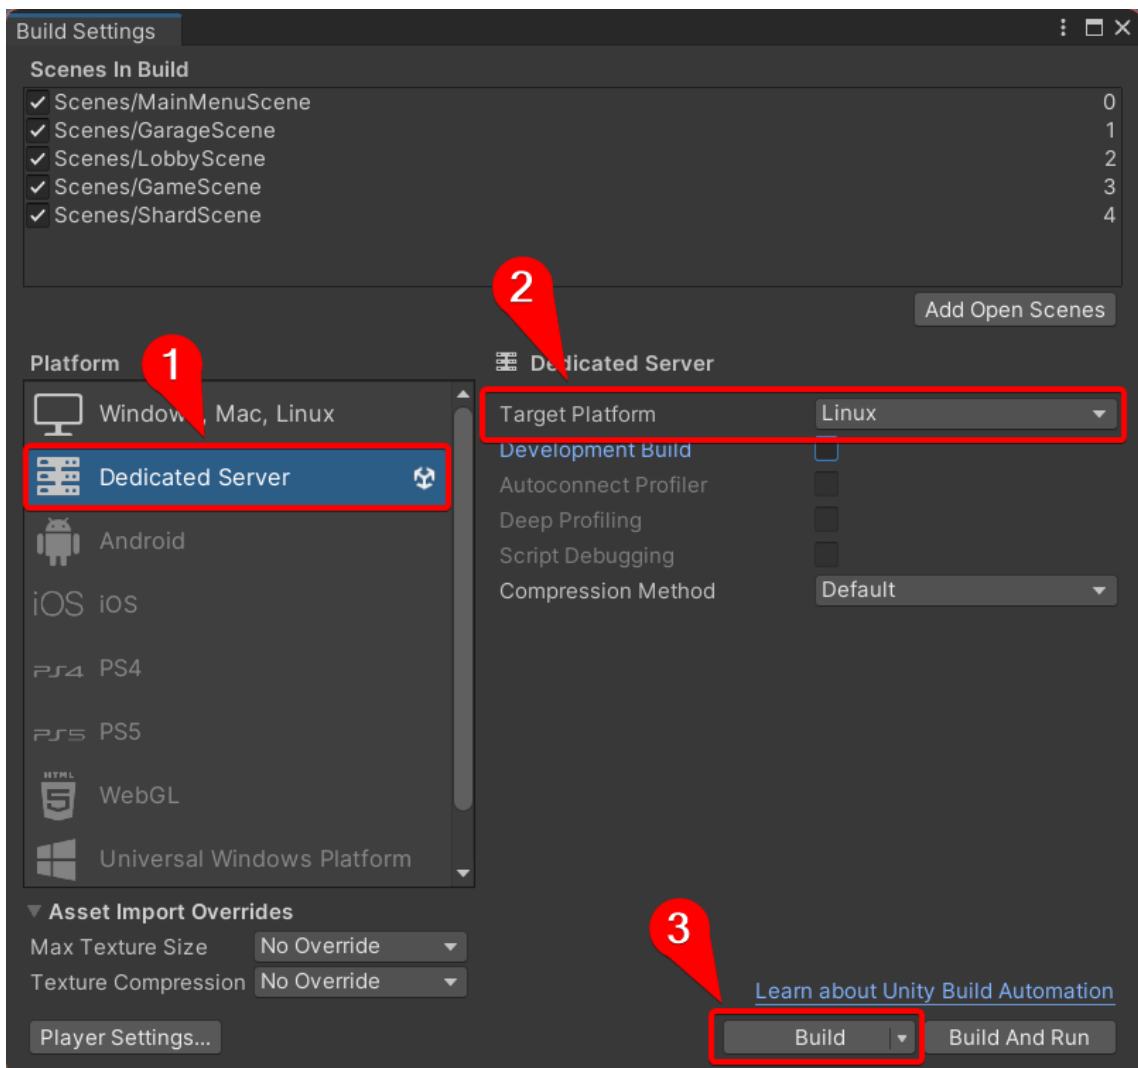 Build Settings
Scenes In Build
Scenes/MainMenuScene 0
Scenes/GarageScene 1
Scenes/LobbyScene 2
Scenes/GameScene 3
Scenes/ShardScene 4
2
Add Open Scenes
Platform
1
Windows, Mac, Linux
Dedicated Server
Android
iOS iOS
PS4 PS4
PS5 PS5
HTML
5 WebGL
Universal Windows Platform
Dedicated Server
Target Platform Linux
Development Build
Autoconnect Profiler
Deep Profiling
Script Debugging
Compression Method Default
Asset Import Overrides
Max Texture Size No Override
Texture Compression No Override
3
Learn about Unity Build Automation
Player Settings...
Build
Build And Run